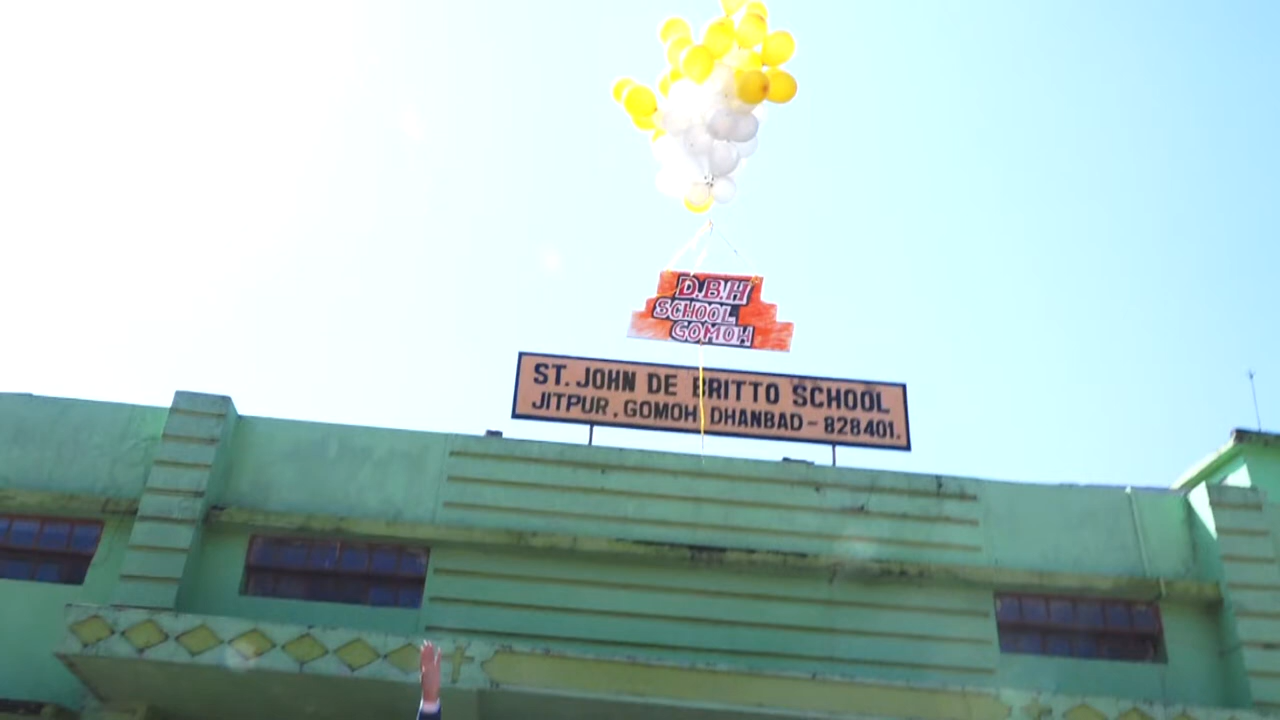 D.B.H
SCHOOL
GOMOH
ST. JOHN DE BRITTO SCHOOL
JITPUR, GOMOH DHANBAD - 828401.